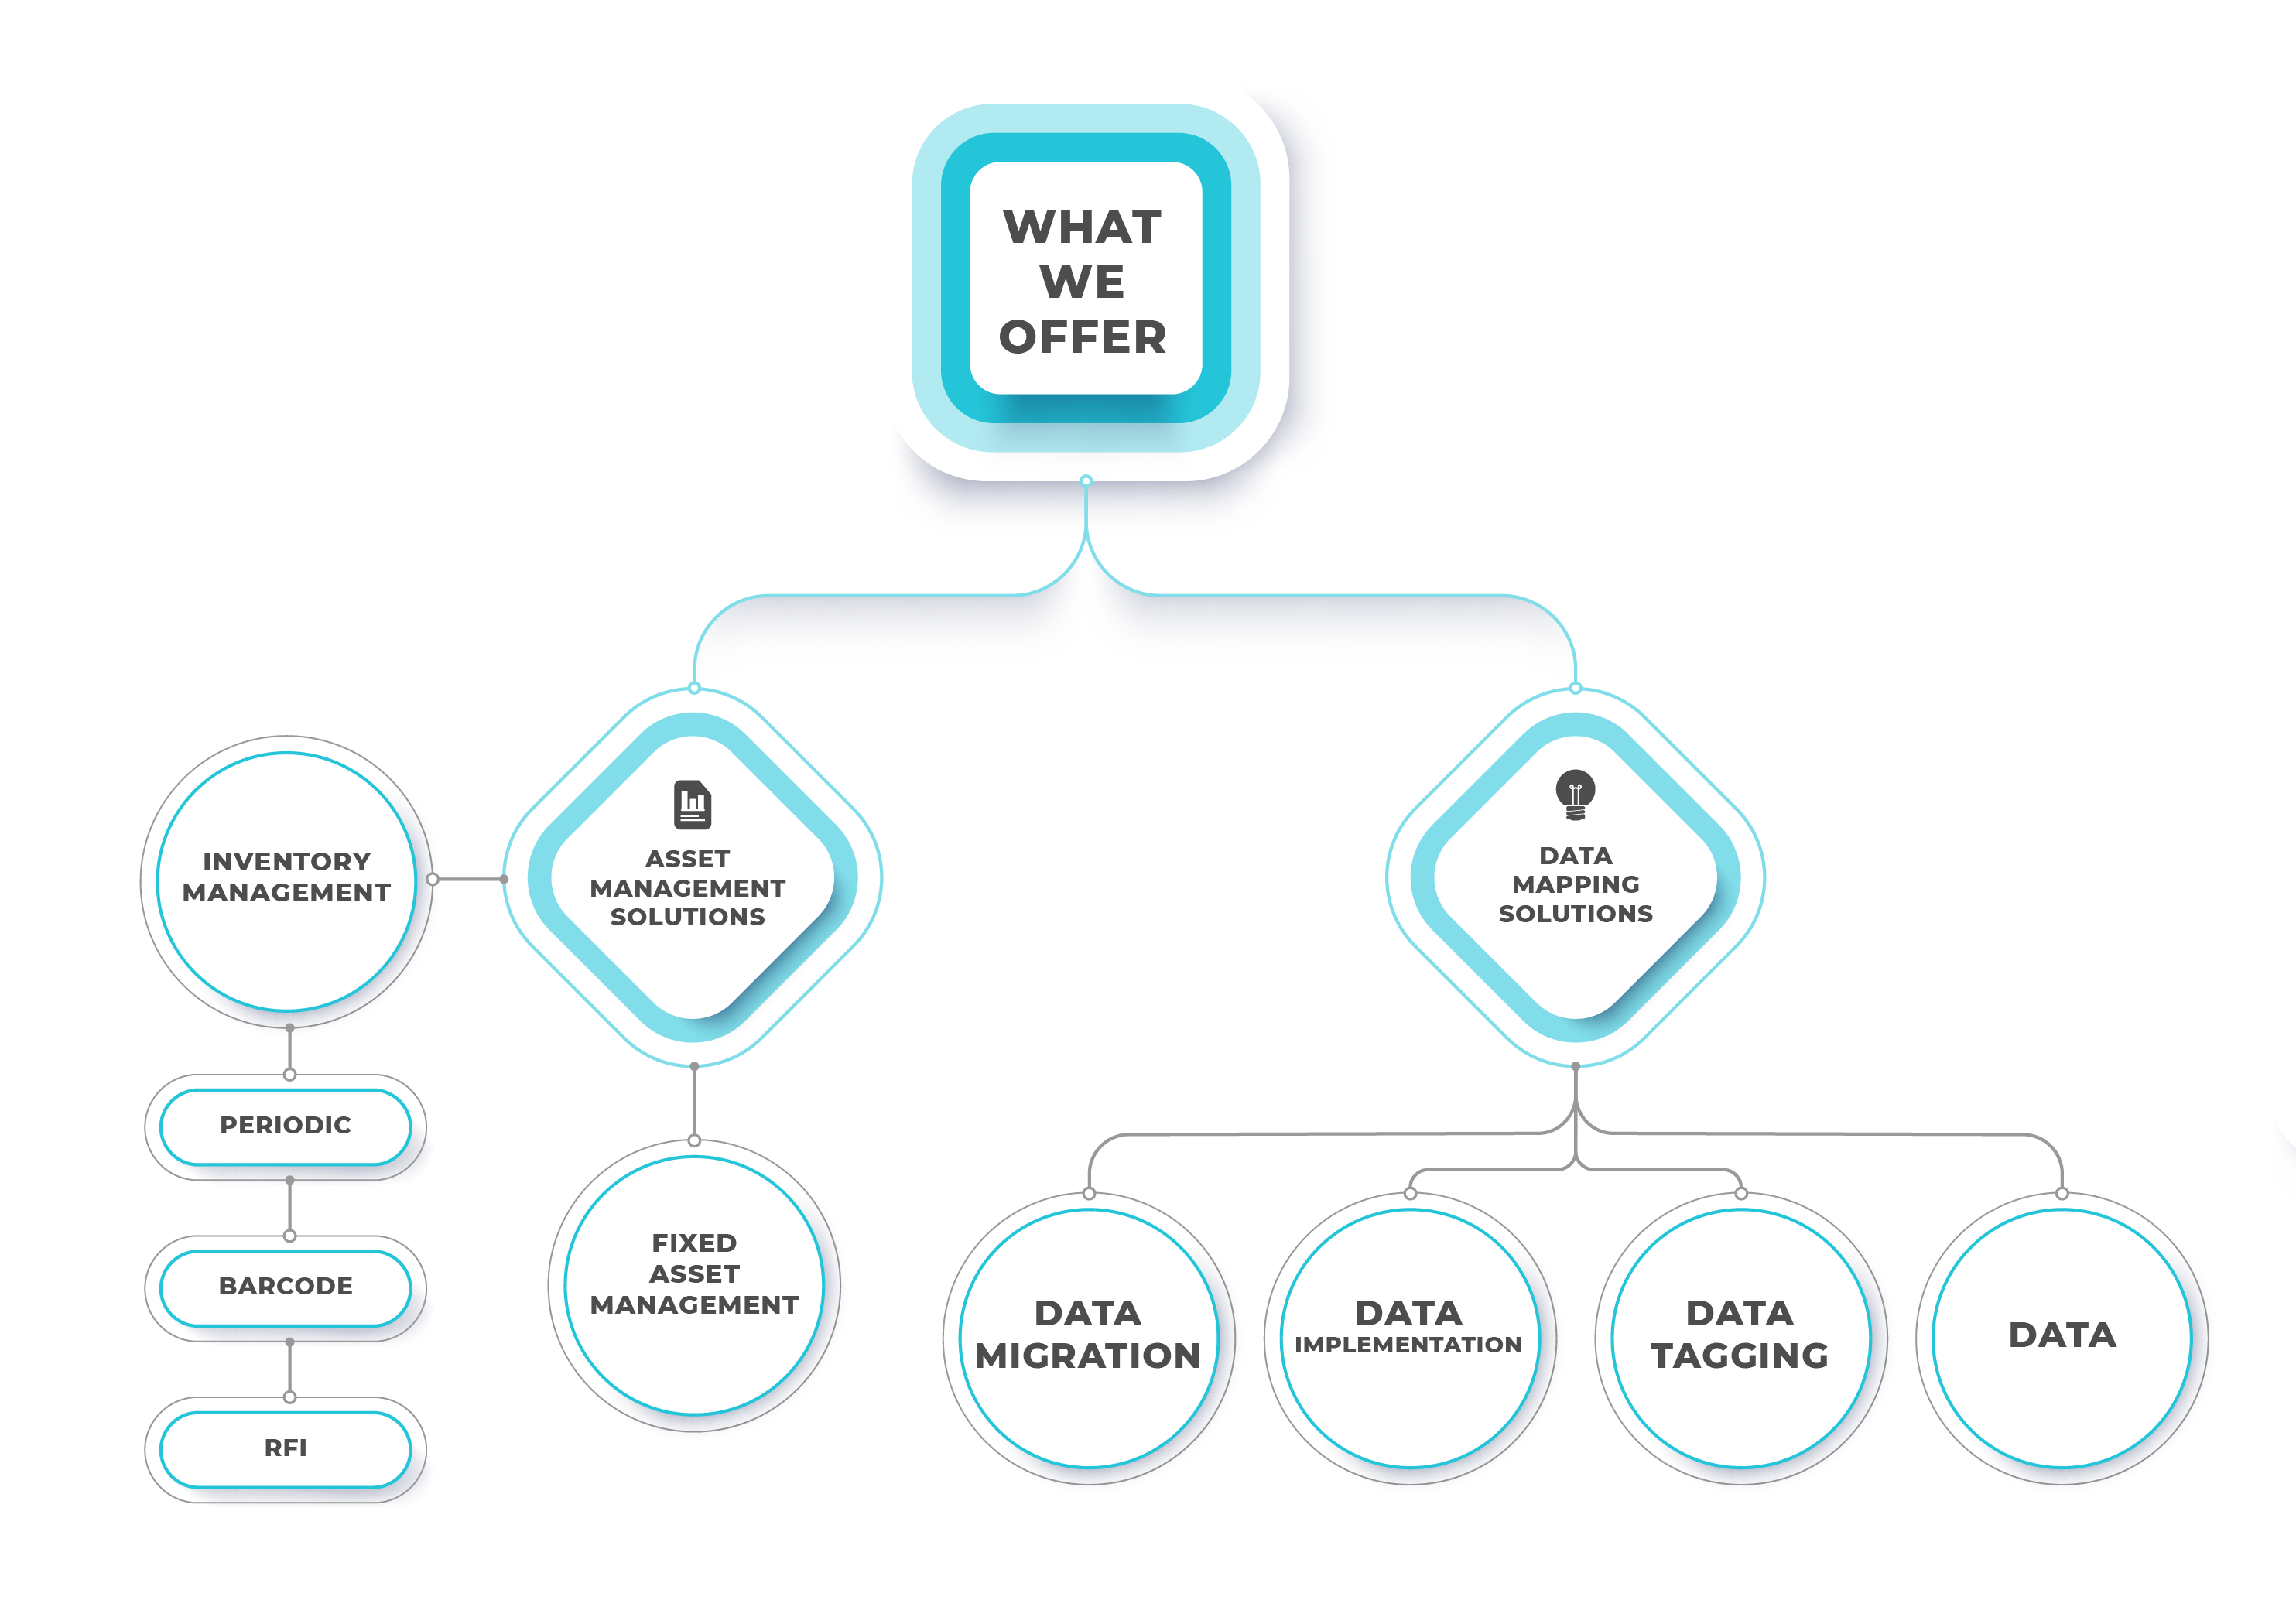 WHAT
WE
OFFER
INVENTORY
MANAGEMENT
ASSET
MANAGEMENT
SOLUTIONS
DATA
MAPPING
SOLUTIONS
PERIODIC
BARCODE
RFI
FIXED
ASSET
MANAGEMENT
DATA
MIGRATION
DATA
IMPLEMENTATION
DATA
TAGGING
DATA